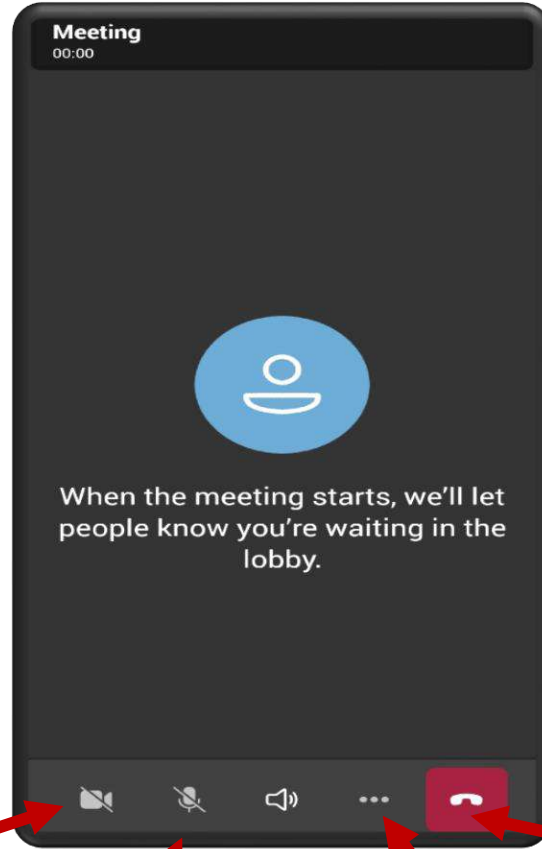 Meeting
00:00
When the meeting starts, we'll let
people know you're waiting in the
lobby.